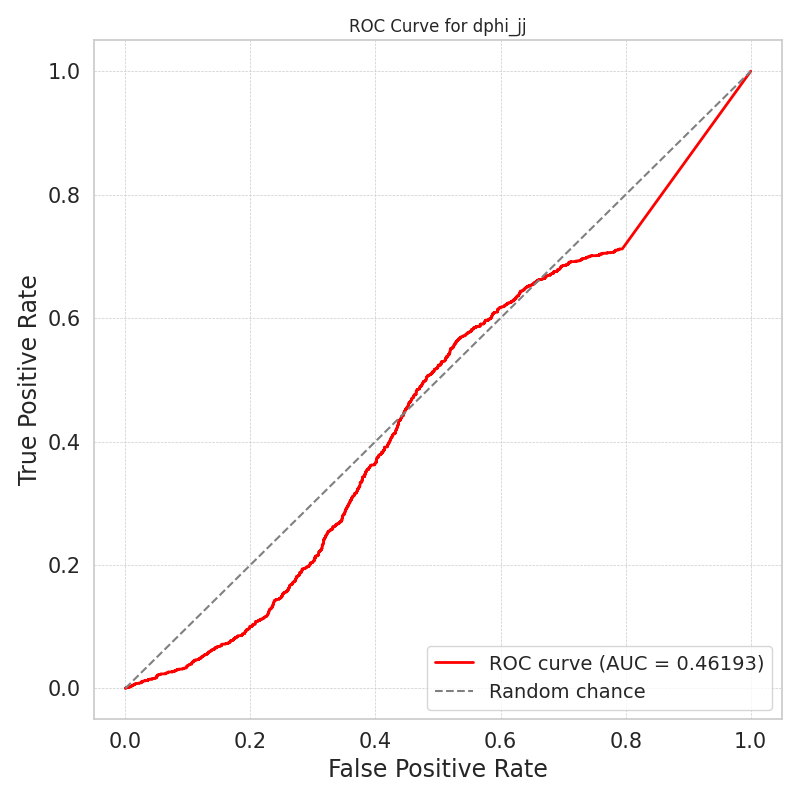 ROC Curve for dphi_jj
1.0
0.8
0.6
0.4
0.2
0.0
True Positive Rate
ROC curve (AUC = 0.46193)
Random chance
0.0 0.2 0.4 0.6 0.8 1.0
False Positive Rate